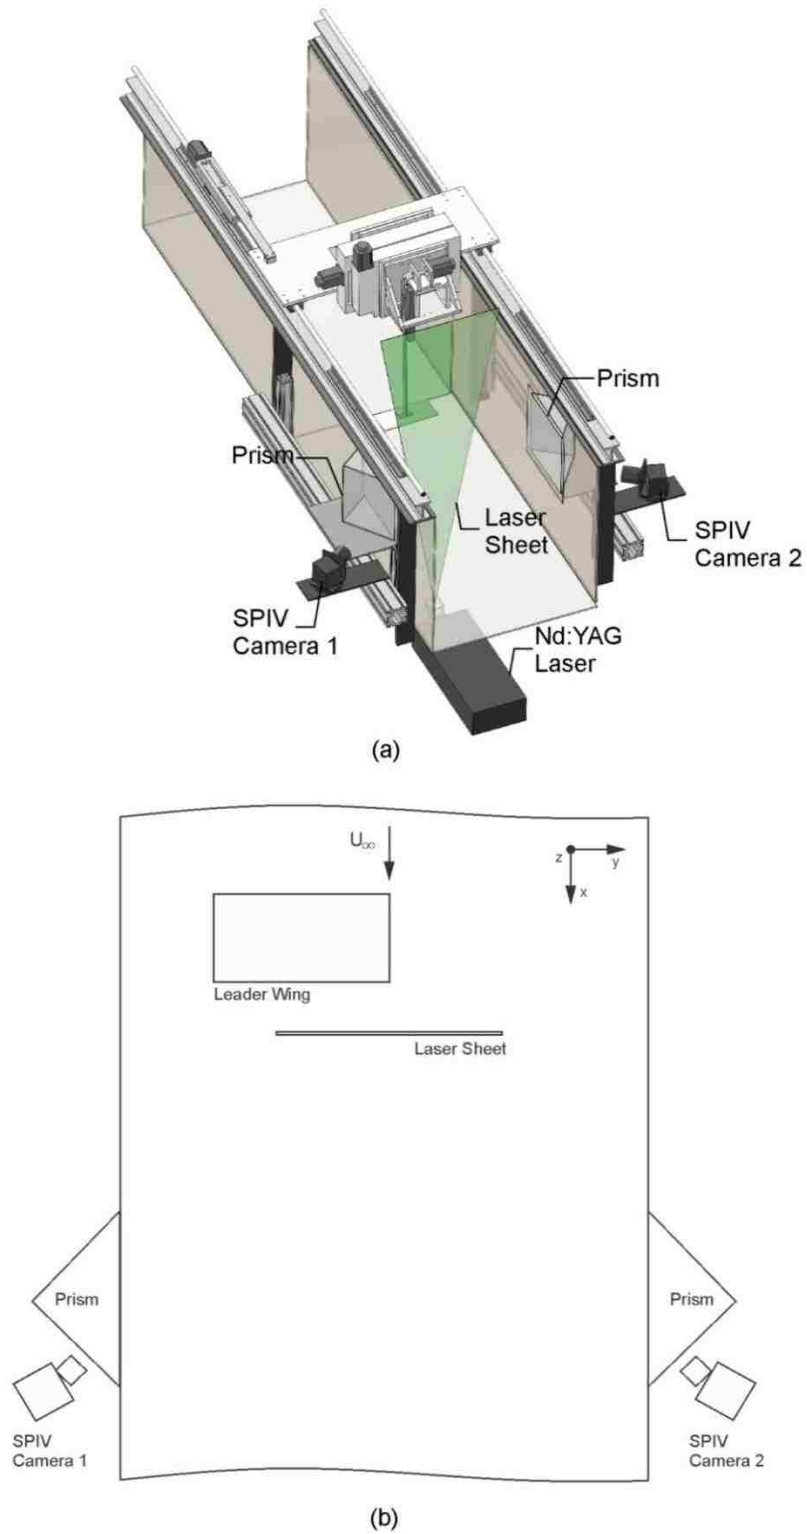 Prism
Prism
Laser
Sheet
SPIV
Camera 2
SPIV
Camera 1
Nd:YAG
Laser
(a)
U∞
z
y
x
Leader Wing
Laser Sheet
Prism
Prism
SPIV
Camera 1
SPIV
Camera 2
(b)